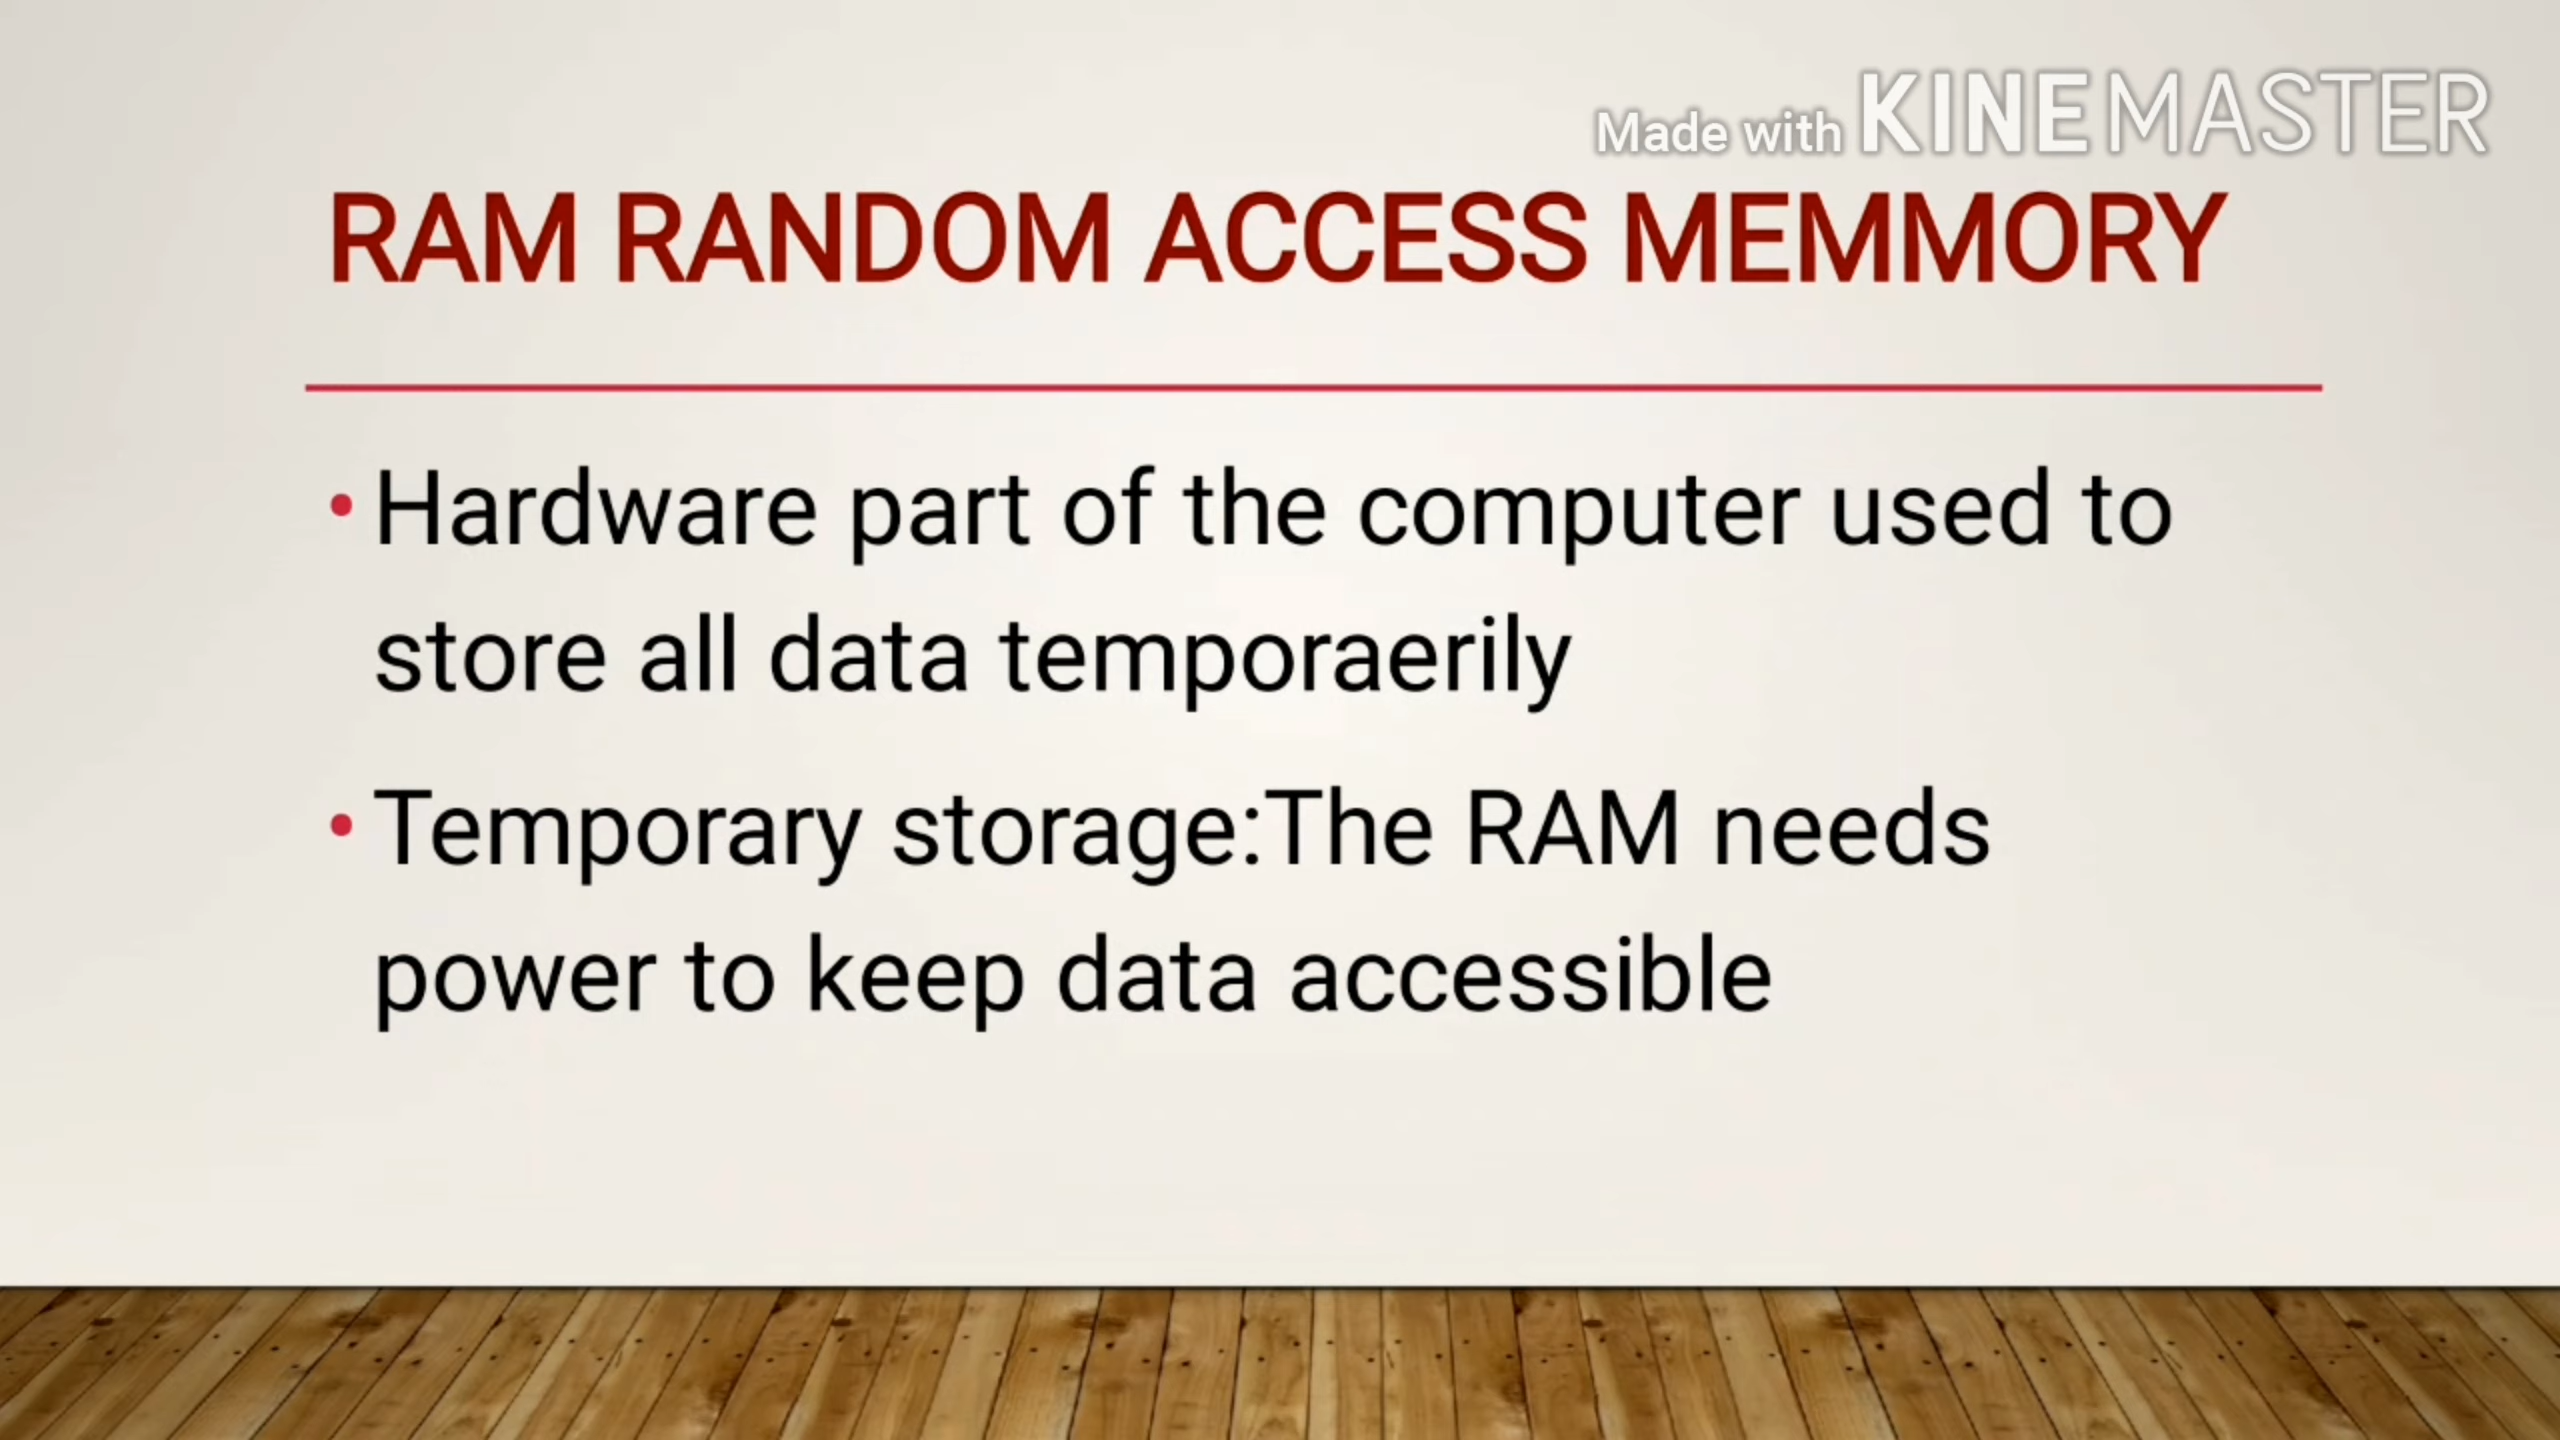 Made with KINEMASTER
RAM RANDOM ACCESS MEMMORY
• Hardware part of the computer used to
store all data temporaerily
• Temporary storage:The RAM needs
power to keep data accessible